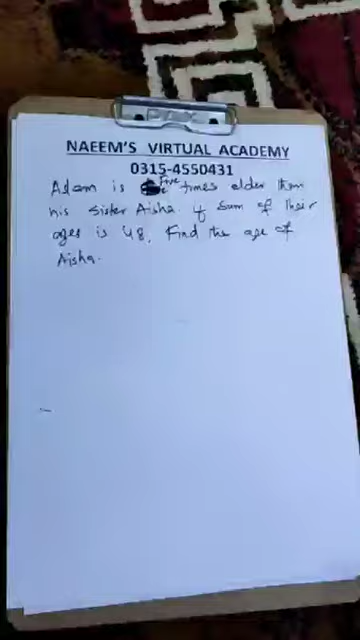 NAEEM'S VIRTUAL ACADEMY
0315-4550431
Adam is five times older than
his sister Aisha. If sum of their
ages is 48, Find the age of
Aisha.